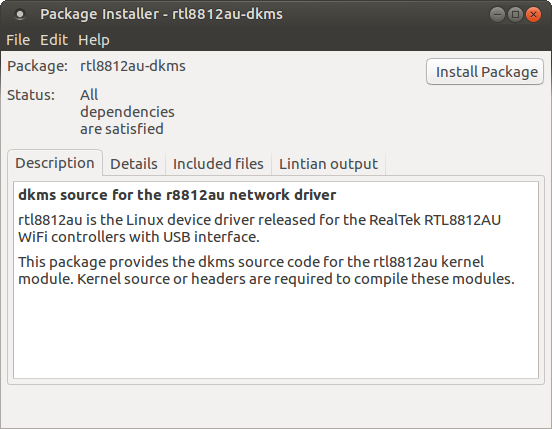 Package Installer - rtl8812au-dkms
File Edit Help
Package: rtl8812au-dkms
Install Package
Status: All
dependencies
are satisfied
Description Details Included files Lintian output
dkms source for the r8812au network driver
rtl8812au is the Linux device driver released for the RealTek RTL8812AU
WiFi controllers with USB interface.
This package provides the dkms source code for the rtl8812au kernel
module. Kernel source or headers are required to compile these modules.